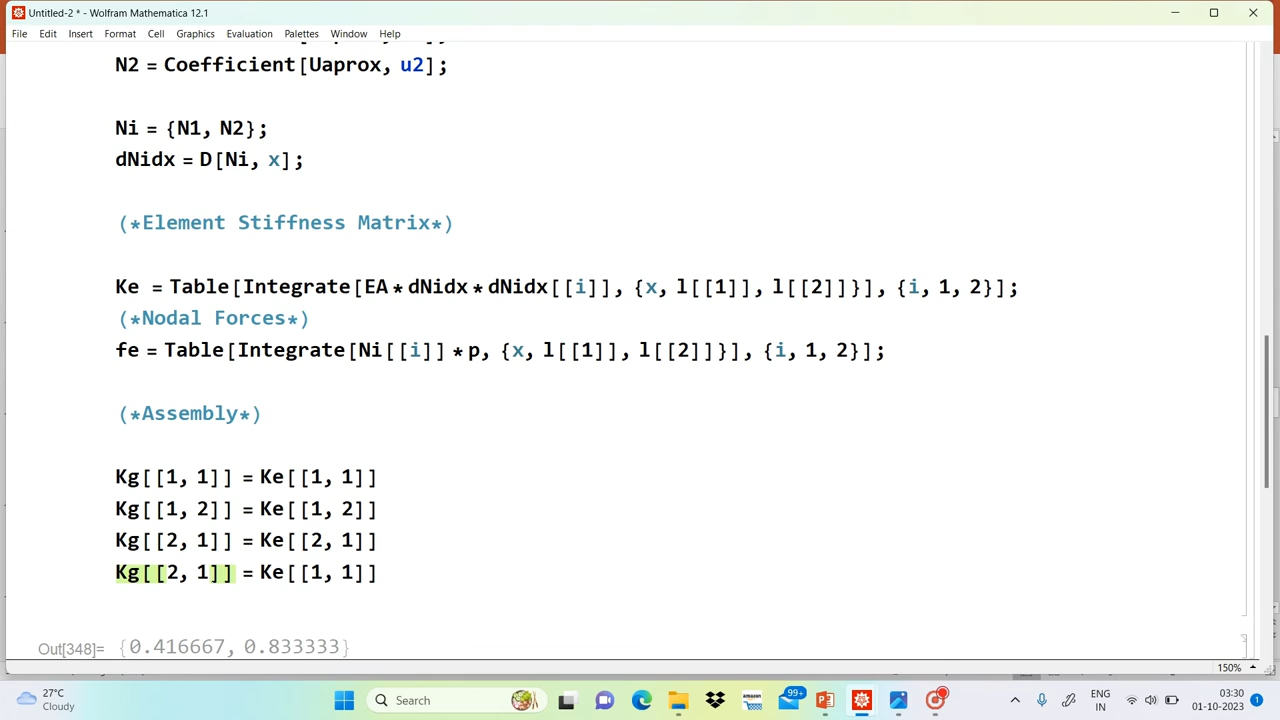 Untitled-2 * - Wolfram Mathematica 12.1
File Edit Insert Format Cell Graphics Evaluation Palettes Window Help
N2 = Coefficient[Uaprox, u2];
Ni = {N1, N2};
dNidx = D[Ni, x];
(*Element Stiffness Matrix*)
Ke = Table[Integrate[EA*dNidx*dNidx[[i]], {x, l[[1]], l[[2]]}], {i, 1, 2}];
(*Nodal Forces*)
fe = Table[Integrate[Ni[[i]]*p, {x, l[[1]], l[[2]]}], {i, 1, 2}];
(*Assembly*)
Kg[[1, 1]] = Ke[[1, 1]]
Kg[[1, 2]] = Ke[[1, 2]]
Kg[[2, 1]] = Ke[[2, 1]]
Kg[[2, 1]] = Ke[[1, 1]]
Out[348]= {0.416667, 0.833333}
150%
27°C
Cloudy
Search
amazon
99+
ENG
IN
03:30
01-10-2023
1